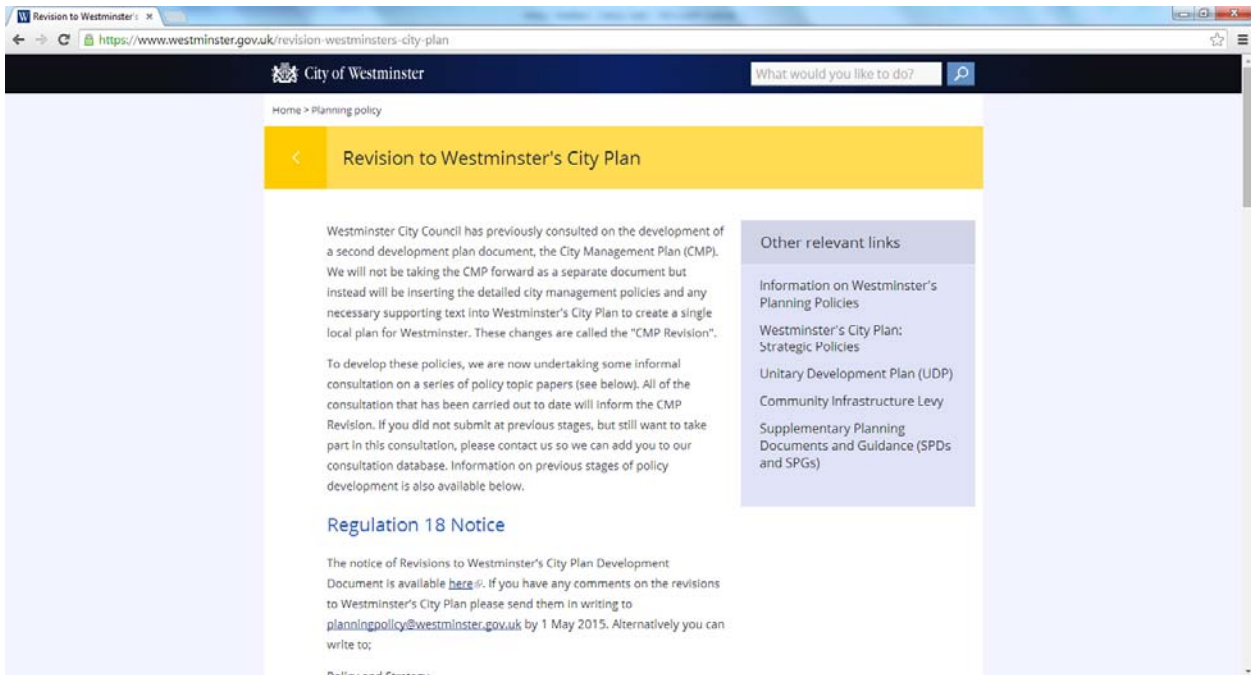 Revision to Westminster's
https://www.westminster.gov.uk/revision-westminsters-city-plan
City of Westminster
What would you like to do?
Home > Planning policy
Revision to Westminster's City Plan
Westminster City Council has previously consulted on the development of
a second development plan document, the City Management Plan (CMP).
We will not be taking the CMP forward as a separate document but
instead will be inserting the detailed city management policies and any
necessary supporting text into Westminster's City Plan to create a single
local plan for Westminster. These changes are called the "CMP Revision".
To develop these policies, we are now undertaking some informal
consultation on a series of policy topic papers (see below). All of the
consultation that has been carried out to date will inform the CMP
Revision. If you did not submit at previous stages, but still want to take
part in this consultation, please contact us so we can add you to our
consultation database. Information on previous stages of policy
development is also available below.
Regulation 18 Notice
The notice of Revisions to Westminster's City Plan Development
Document is available here. If you have any comments on the revisions
to Westminster's City Plan please send them in writing to
planningpolicy@westminster.gov.uk by 1 May 2015. Alternatively you can
write to;
Policy and Strategy
Other relevant links
Information on Westminster's
Planning Policies
Westminster's City Plan:
Strategic Policies
Unitary Development Plan (UDP)
Community Infrastructure Levy
Supplementary Planning
Documents and Guidance (SPDs
and SPGs)